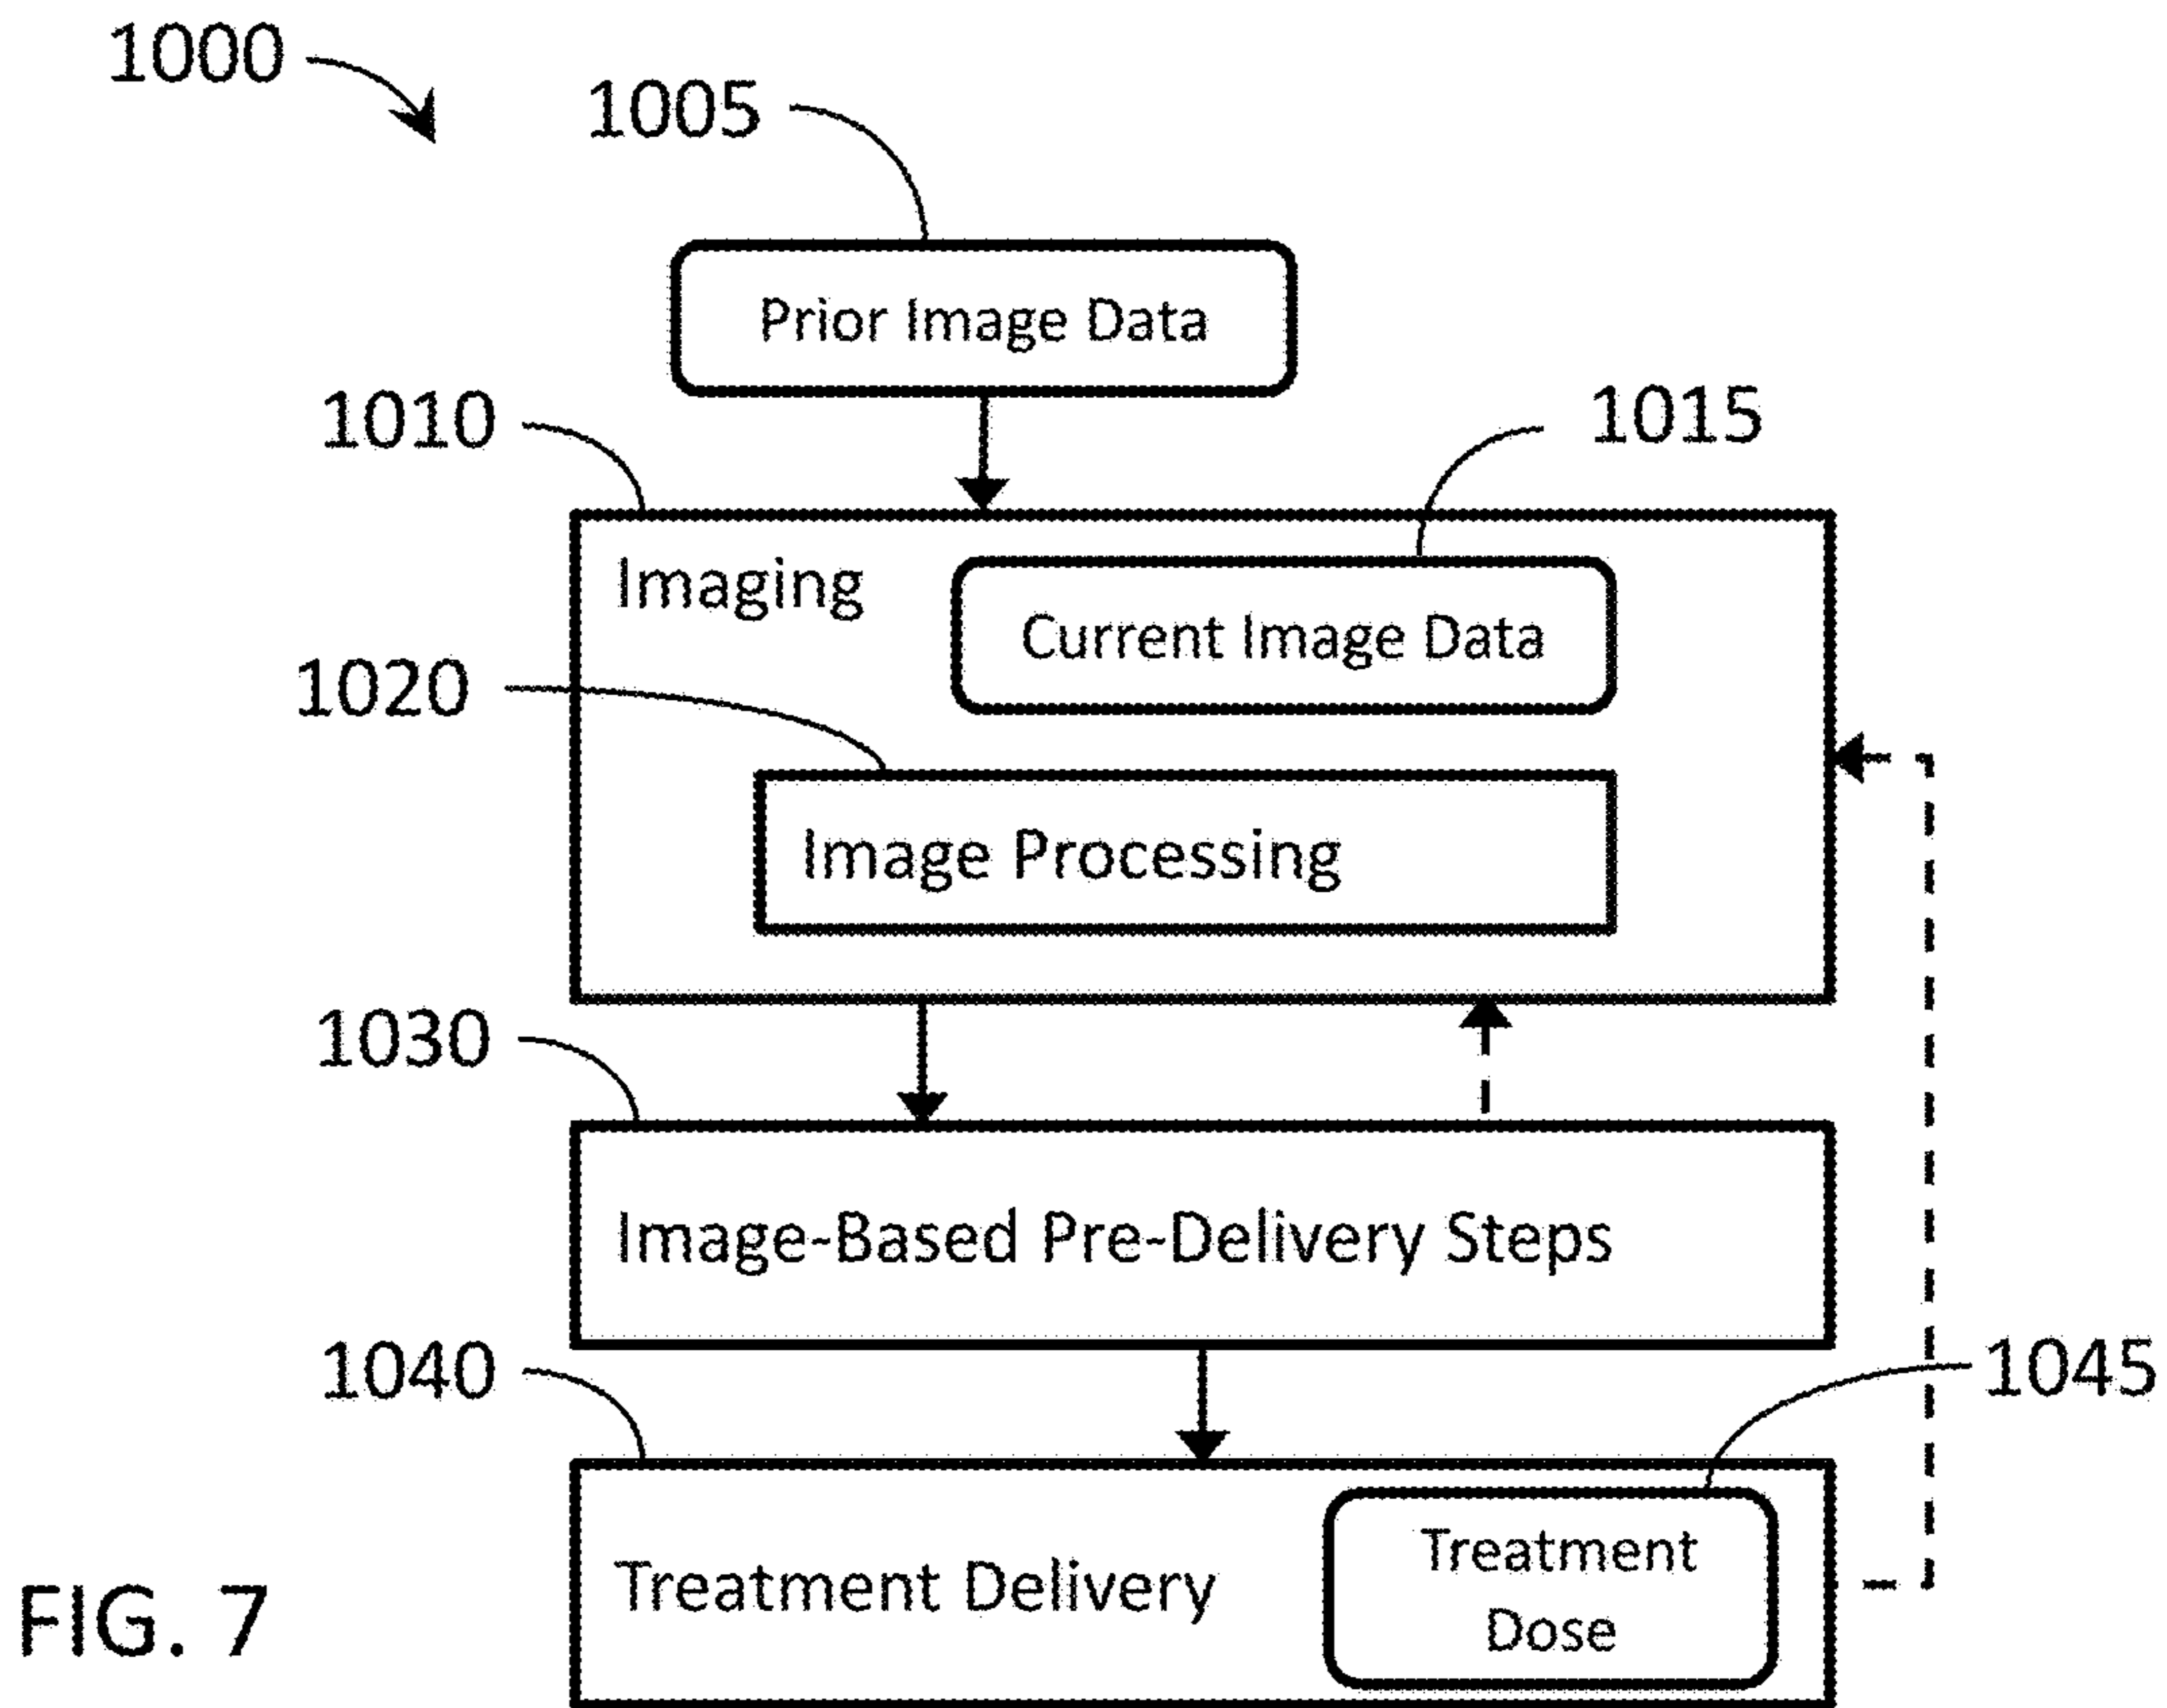 1000
1005
Prior Image Data
1010
1015
Imaging
Current Image Data
1020
Image Processing
1030
Image-Based Pre-Delivery Steps
1040
1045
Treatment Delivery
Treatment
Dose
FIG. 7